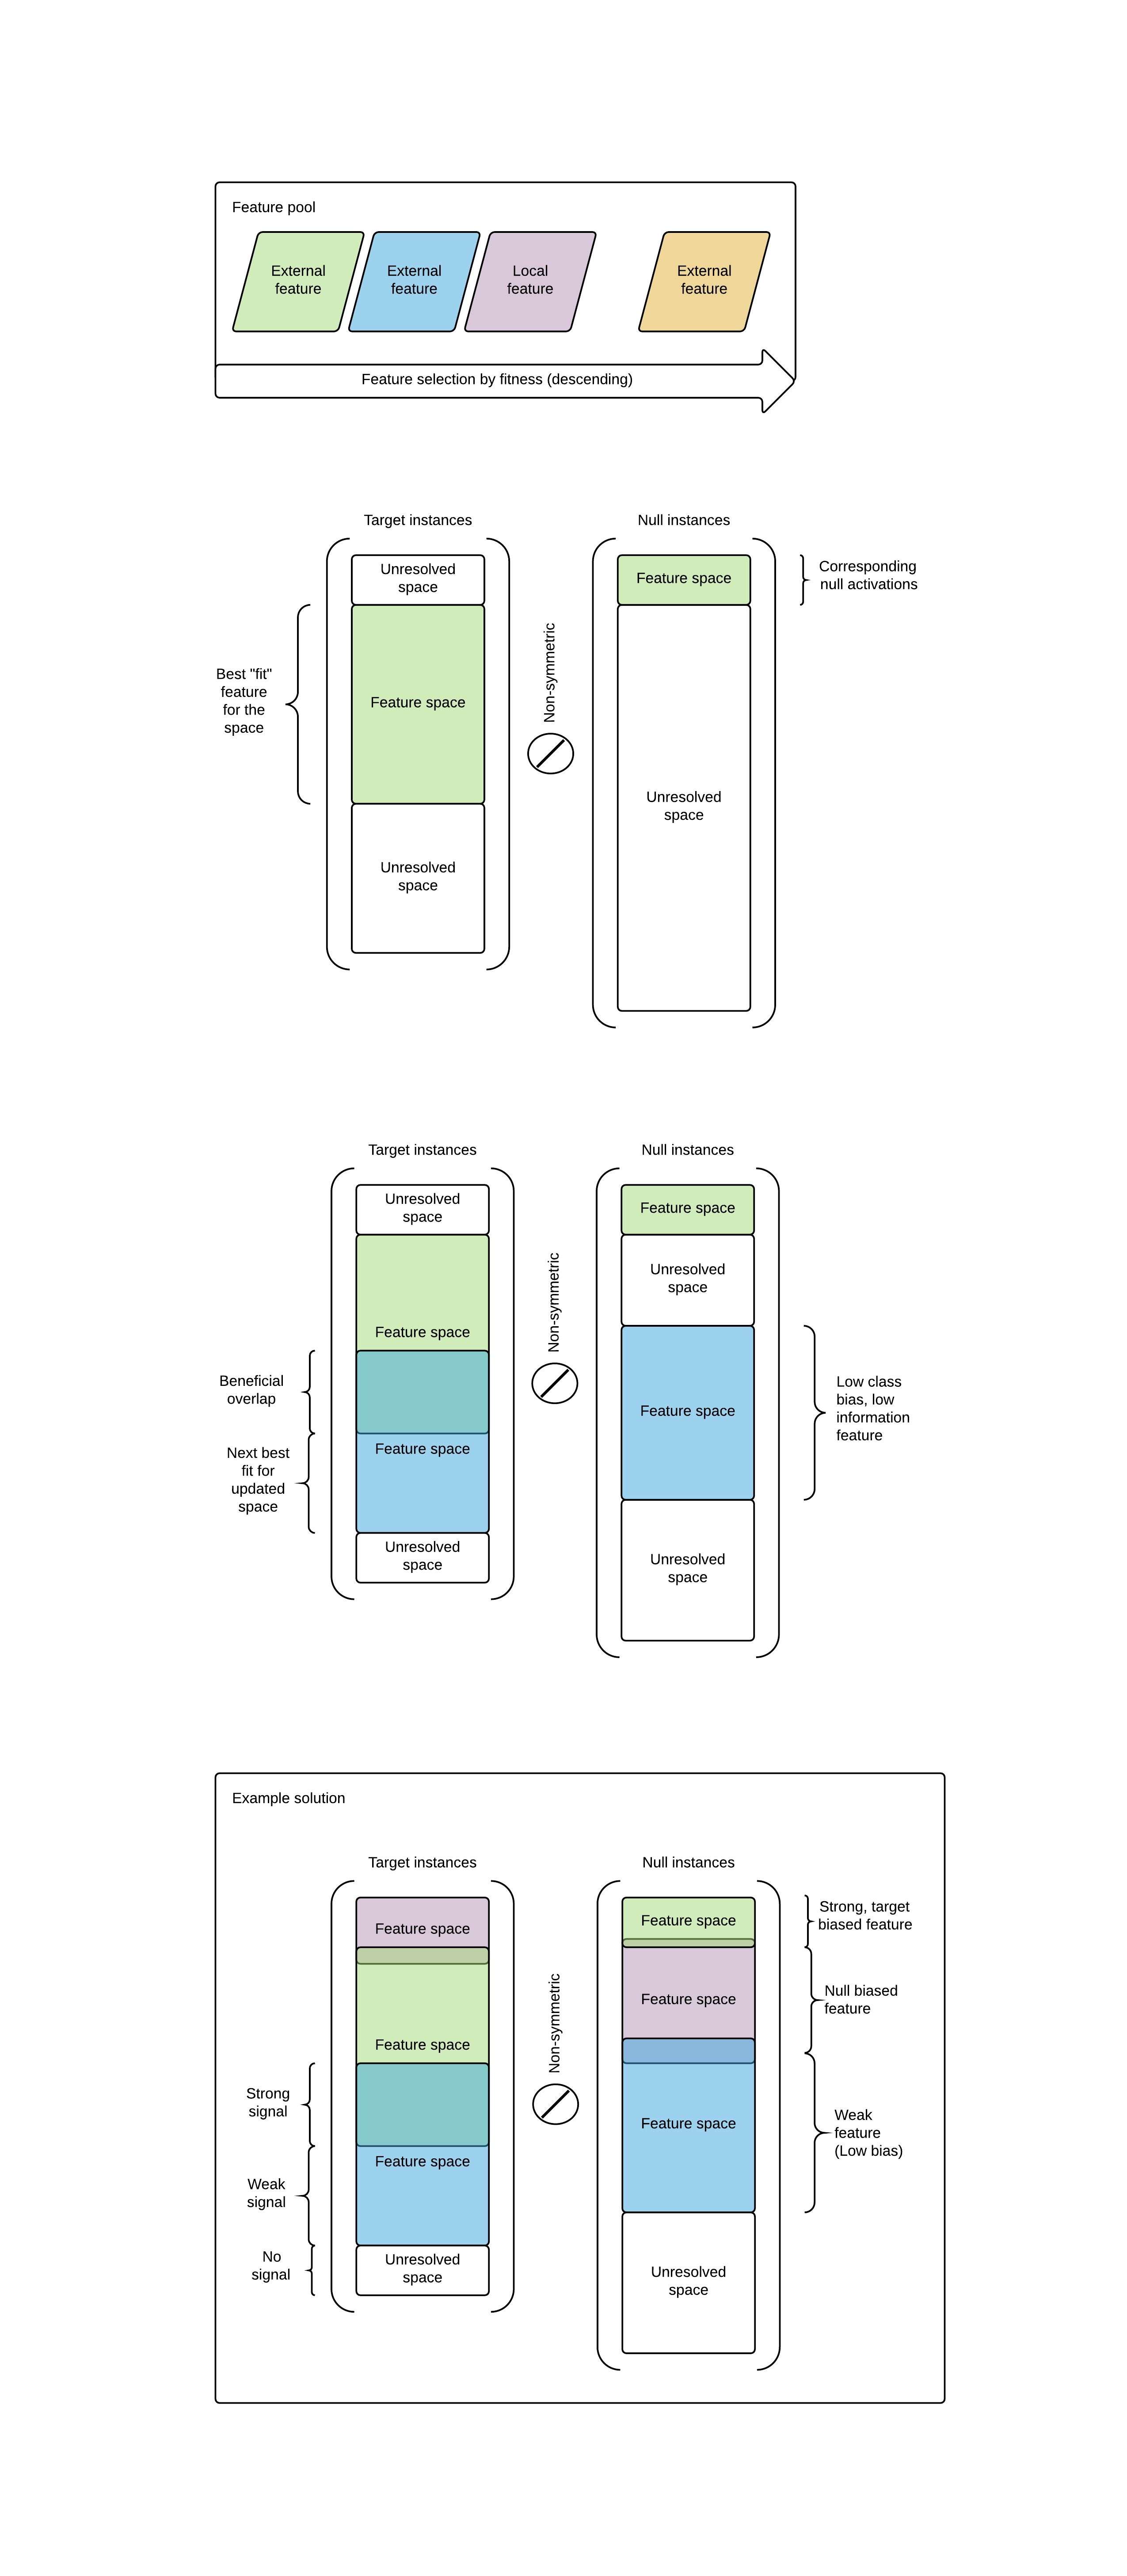 Feature pool
External
feature
External
feature
Local
feature
External
feature
Feature selection by fitness (descending)
Target instances
Null instances
Unresolved
space
Feature space
Corresponding
null activations
Best "fit"
feature
for the
space
Feature space
Non-symmetric
Unresolved
space
Unresolved
space
Target instances
Null instances
Unresolved
space
Feature space
Unresolved
space
Non-symmetric
Feature space
Beneficial
overlap
Feature space
Low class
bias, low
information
feature
Next best
fit for
updated
space
Feature space
Unresolved
space
Unresolved
space
Example solution
Target instances
Null instances
Feature space
Feature space
Strong, target
biased feature
Feature space
Non-symmetric
Feature space
Null biased
feature
Strong
signal
Feature space
Feature space
Weak
feature
(Low bias)
Weak
signal
No
signal
Unresolved
space
Unresolved
space